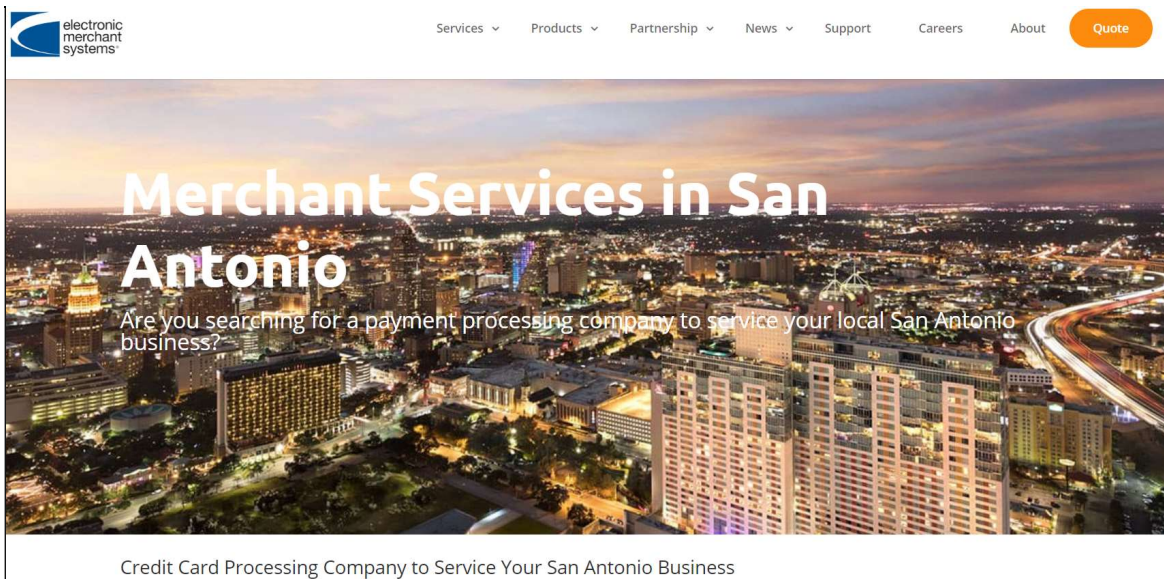 electronic
merchant
systems
Services
Products
Partnership
News
Support
Careers
About
Quote
Merchant Services in San
Antonio
Are you searching for a payment processing company to service your local San Antonio
business?
Credit Card Processing Company to Service Your San Antonio Business